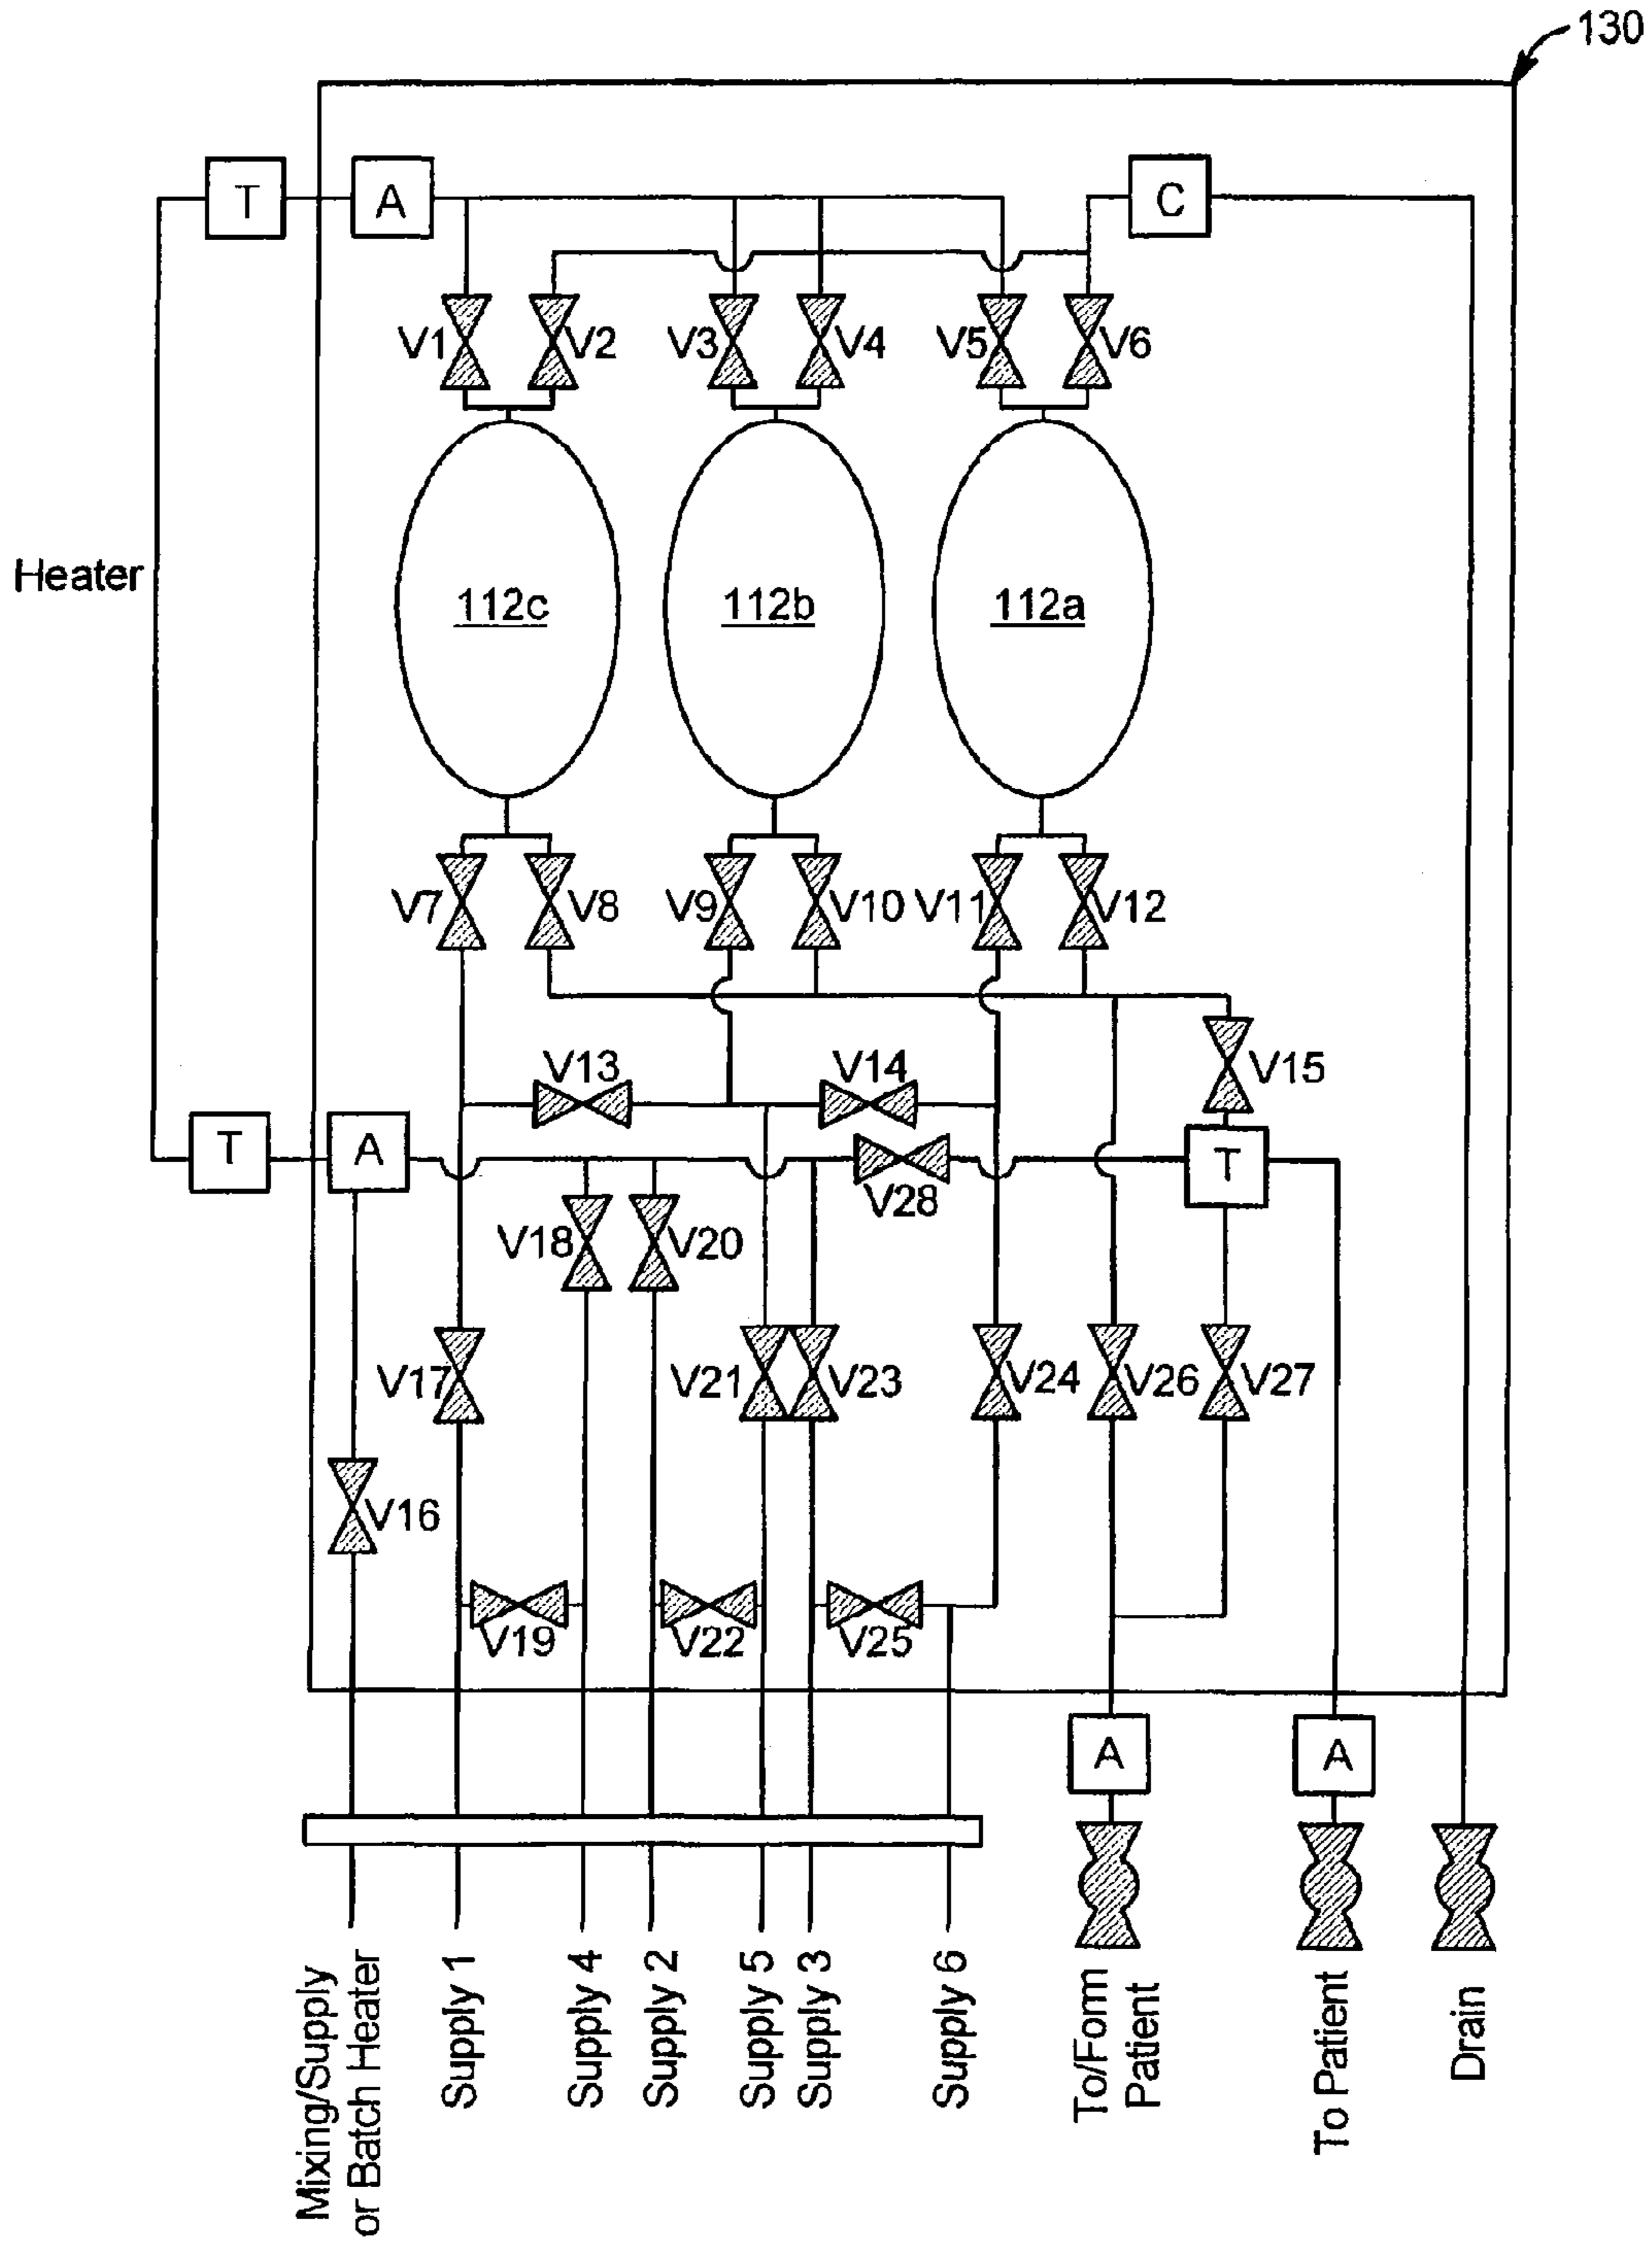 130
T
A
C
V1
V2
V3
V4
V5
V6
Heater
112c
112b
112a
V7
V8
V9
V10
V11
V12
V13
V14
V15
T
A
T
V28
V18
V20
V17
V21
V23
V24
V26
V27
V16
V19
V22
V25
A
A
Mixing/Supply
or Batch Heater
Supply 1
Supply 4
Supply 2
Supply 5
Supply 3
Supply 6
To/Form
Patient
To Patient
Drain